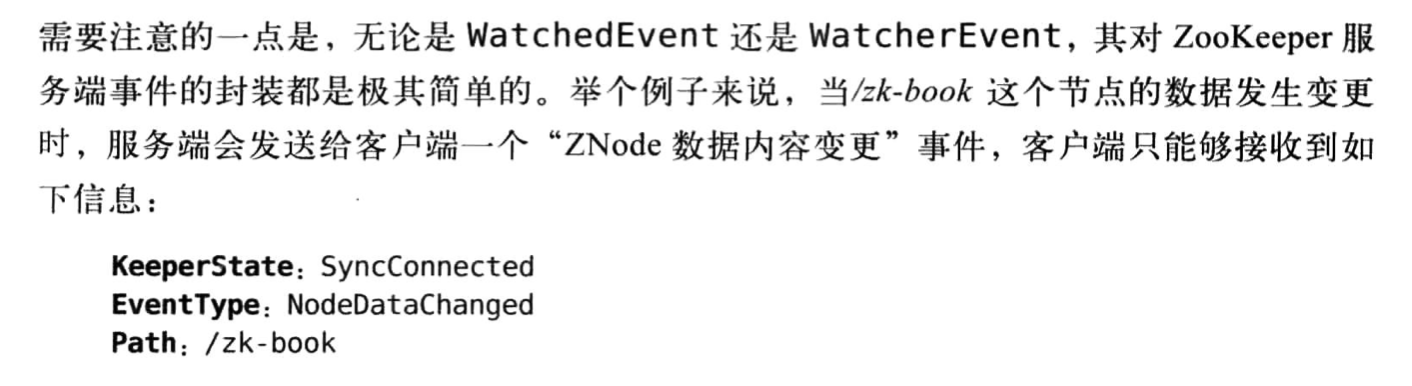 需要注意的一点是，无论是 WatchedEvent 还是 WatcherEvent，其对 ZooKeeper 服
务端事件的封装都是极其简单的。举个例子来说，当/zk-book 这个节点的数据发生变更
时，服务端会发送给客户端一个“ZNode 数据内容变更”事件，客户端只能够接收到如
下信息：
KeeperState：SyncConnected
EventType：NodeDataChanged
Path：/zk-book